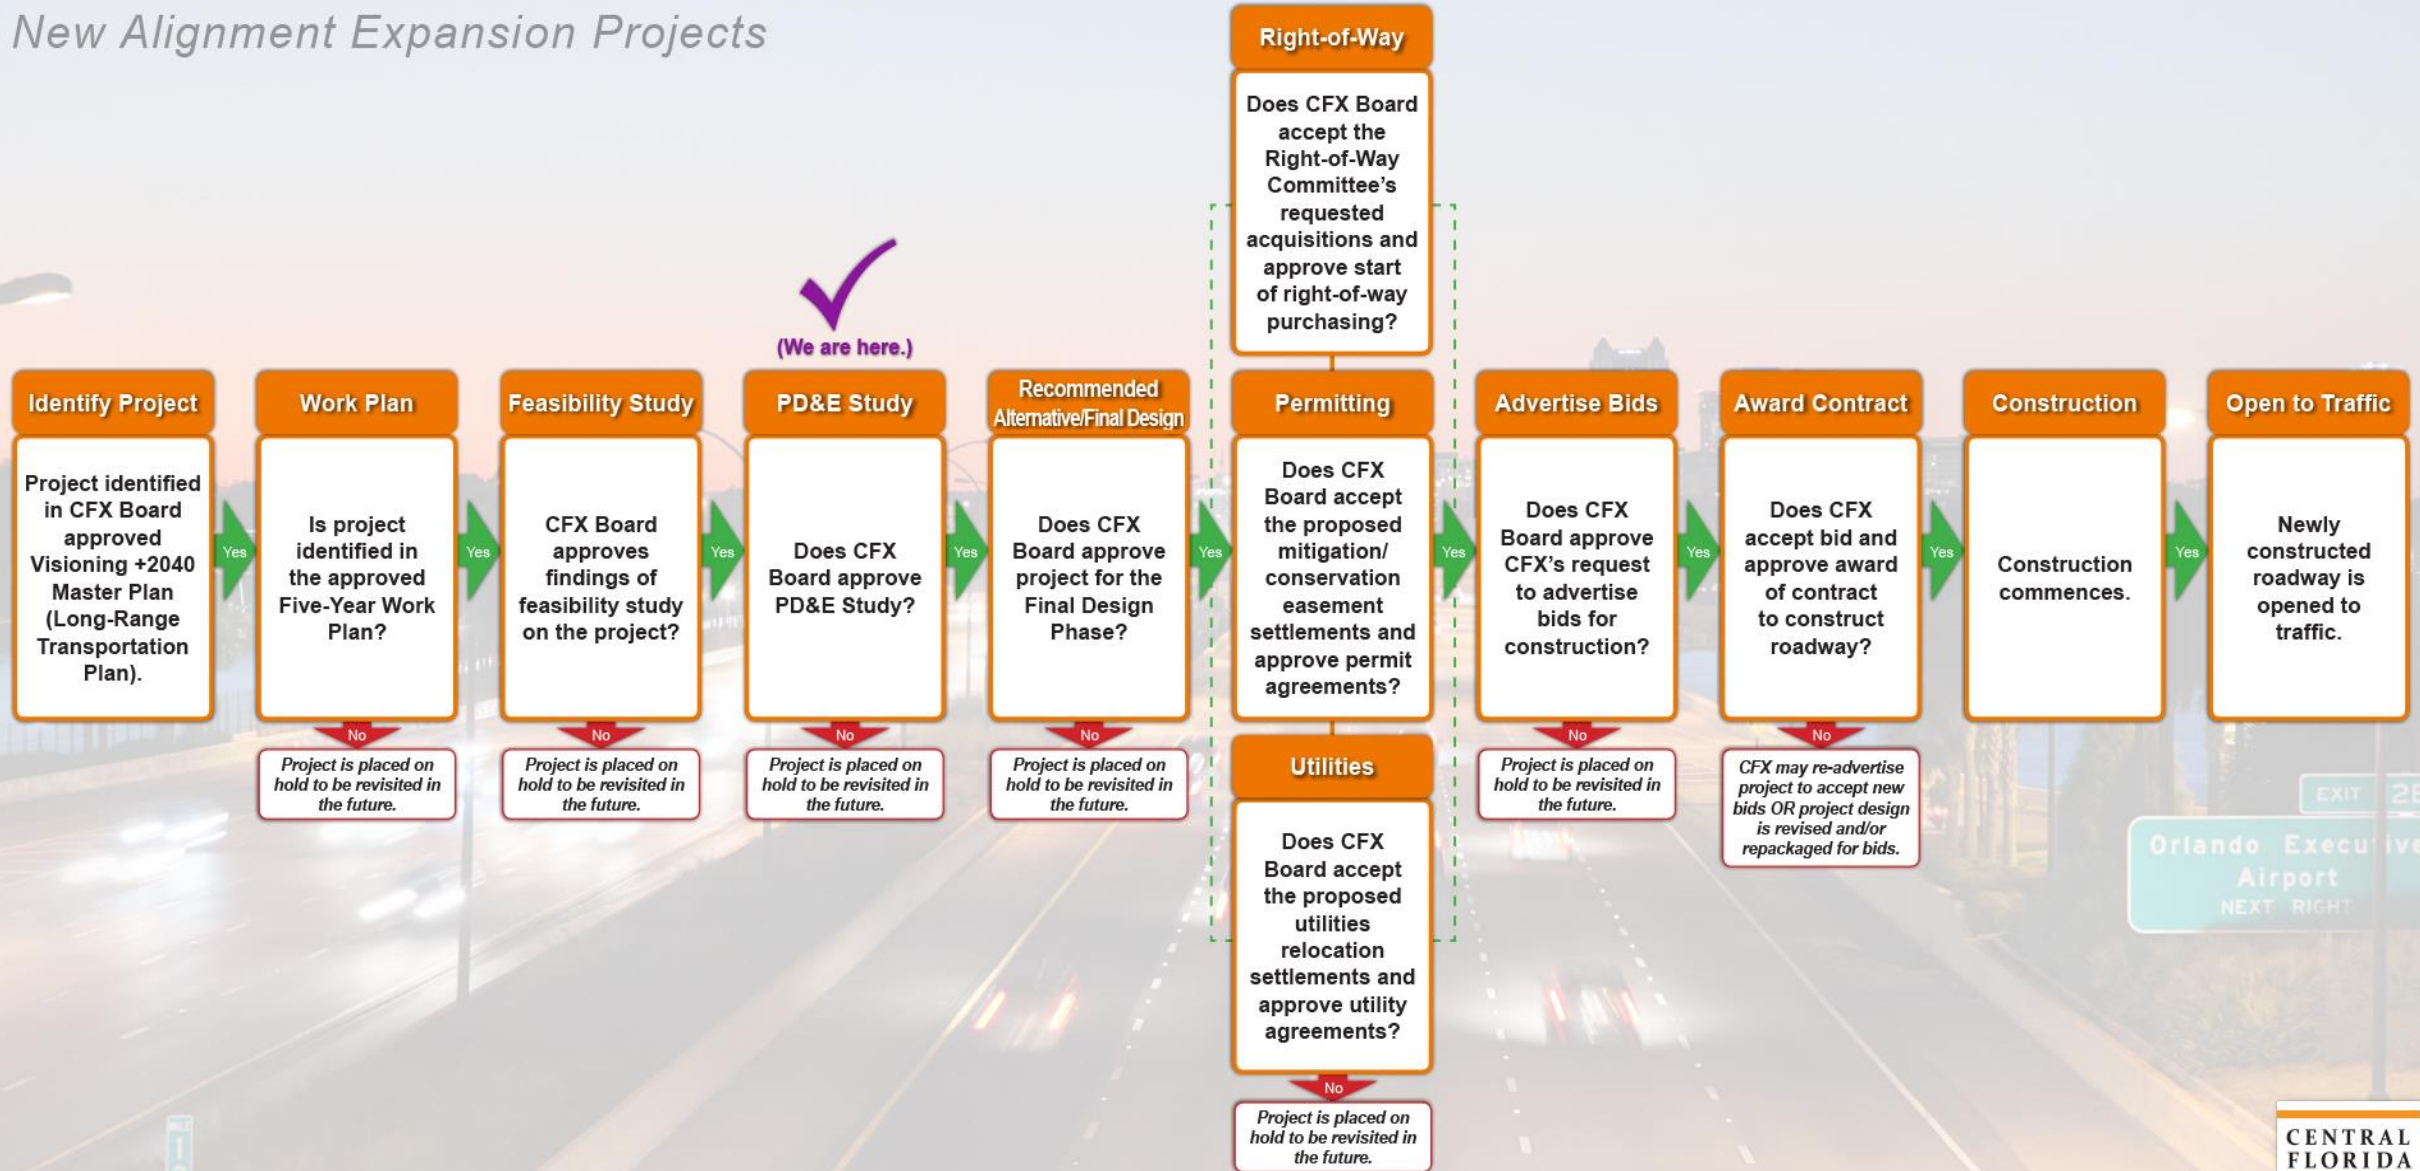 New Alignment Expansion Projects
Right-of-Way
Does CFX Board
accept the
Right-of-Way
Committee's
requested
acquisitions and
approve start
of right-of-way
purchasing?
(We are here.)
Identify Project
Project identified
in CFX Board
approved
Visioning +2040
Master Plan
(Long-Range
Transportation
Plan).
Yes
Work Plan
Is project
identified in
the approved
Five-Year Work
Plan?
No
Project is placed on
hold to be revisited in
the future.
Yes
Feasibility Study
CFX Board
approves
findings of
feasibility study
on the project?
No
Project is placed on
hold to be revisited in
the future.
Yes
PD&E Study
Does CFX
Board approve
PD&E Study?
No
Project is placed on
hold to be revisited in
the future.
Yes
Recommended
Alternative/Final Design
Does CFX
Board approve
project for the
Final Design
Phase?
No
Project is placed on
hold to be revisited in
the future.
Yes
Permitting
Does CFX
Board accept
the proposed
mitigation/
conservation
easement
settlements and
approve permit
agreements?
Utilities
Does CFX
Board accept
the proposed
utilities
relocation
settlements and
approve utility
agreements?
No
Project is placed on
hold to be revisited in
the future.
Yes
Advertise Bids
Does CFX
Board approve
CFX's request
to advertise
bids for
construction?
No
Project is placed on
hold to be revisited in
the future.
Yes
Award Contract
Does CFX
accept bid and
approve award
of contract
to construct
roadway?
No
CFX may re-advertise
project to accept new
bids OR project design
is revised and/or
repackaged for bids.
Yes
Construction
Construction
commences.
Yes
Open to Traffic
Newly
constructed
roadway is
opened to
traffic.
EXIT
Orlando Executive
Airport
NEXT RIGHT
MILE
CENTRAL
FLORIDA